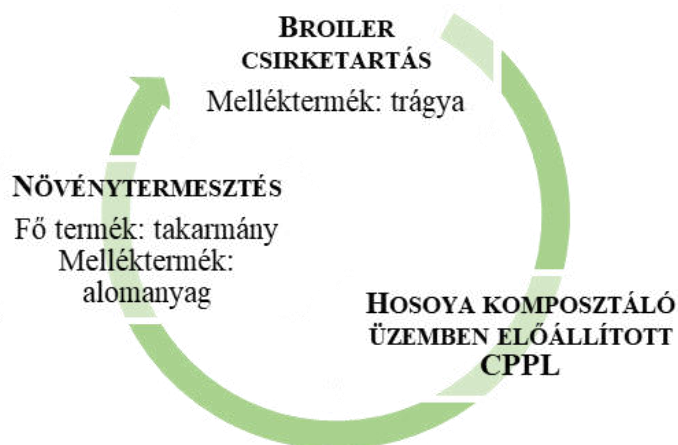 BROILER
CSIRKETARTÁS
Melléktermék: trágya
NÖVÉNYTERMESZTÉS
Fő termék: takarmány
Melléktermék:
alomanyag
HOSOYA KOMPOSZTÁLÓ
ÜZEMBEN ELŐÁLLÍTOTT
CPPL